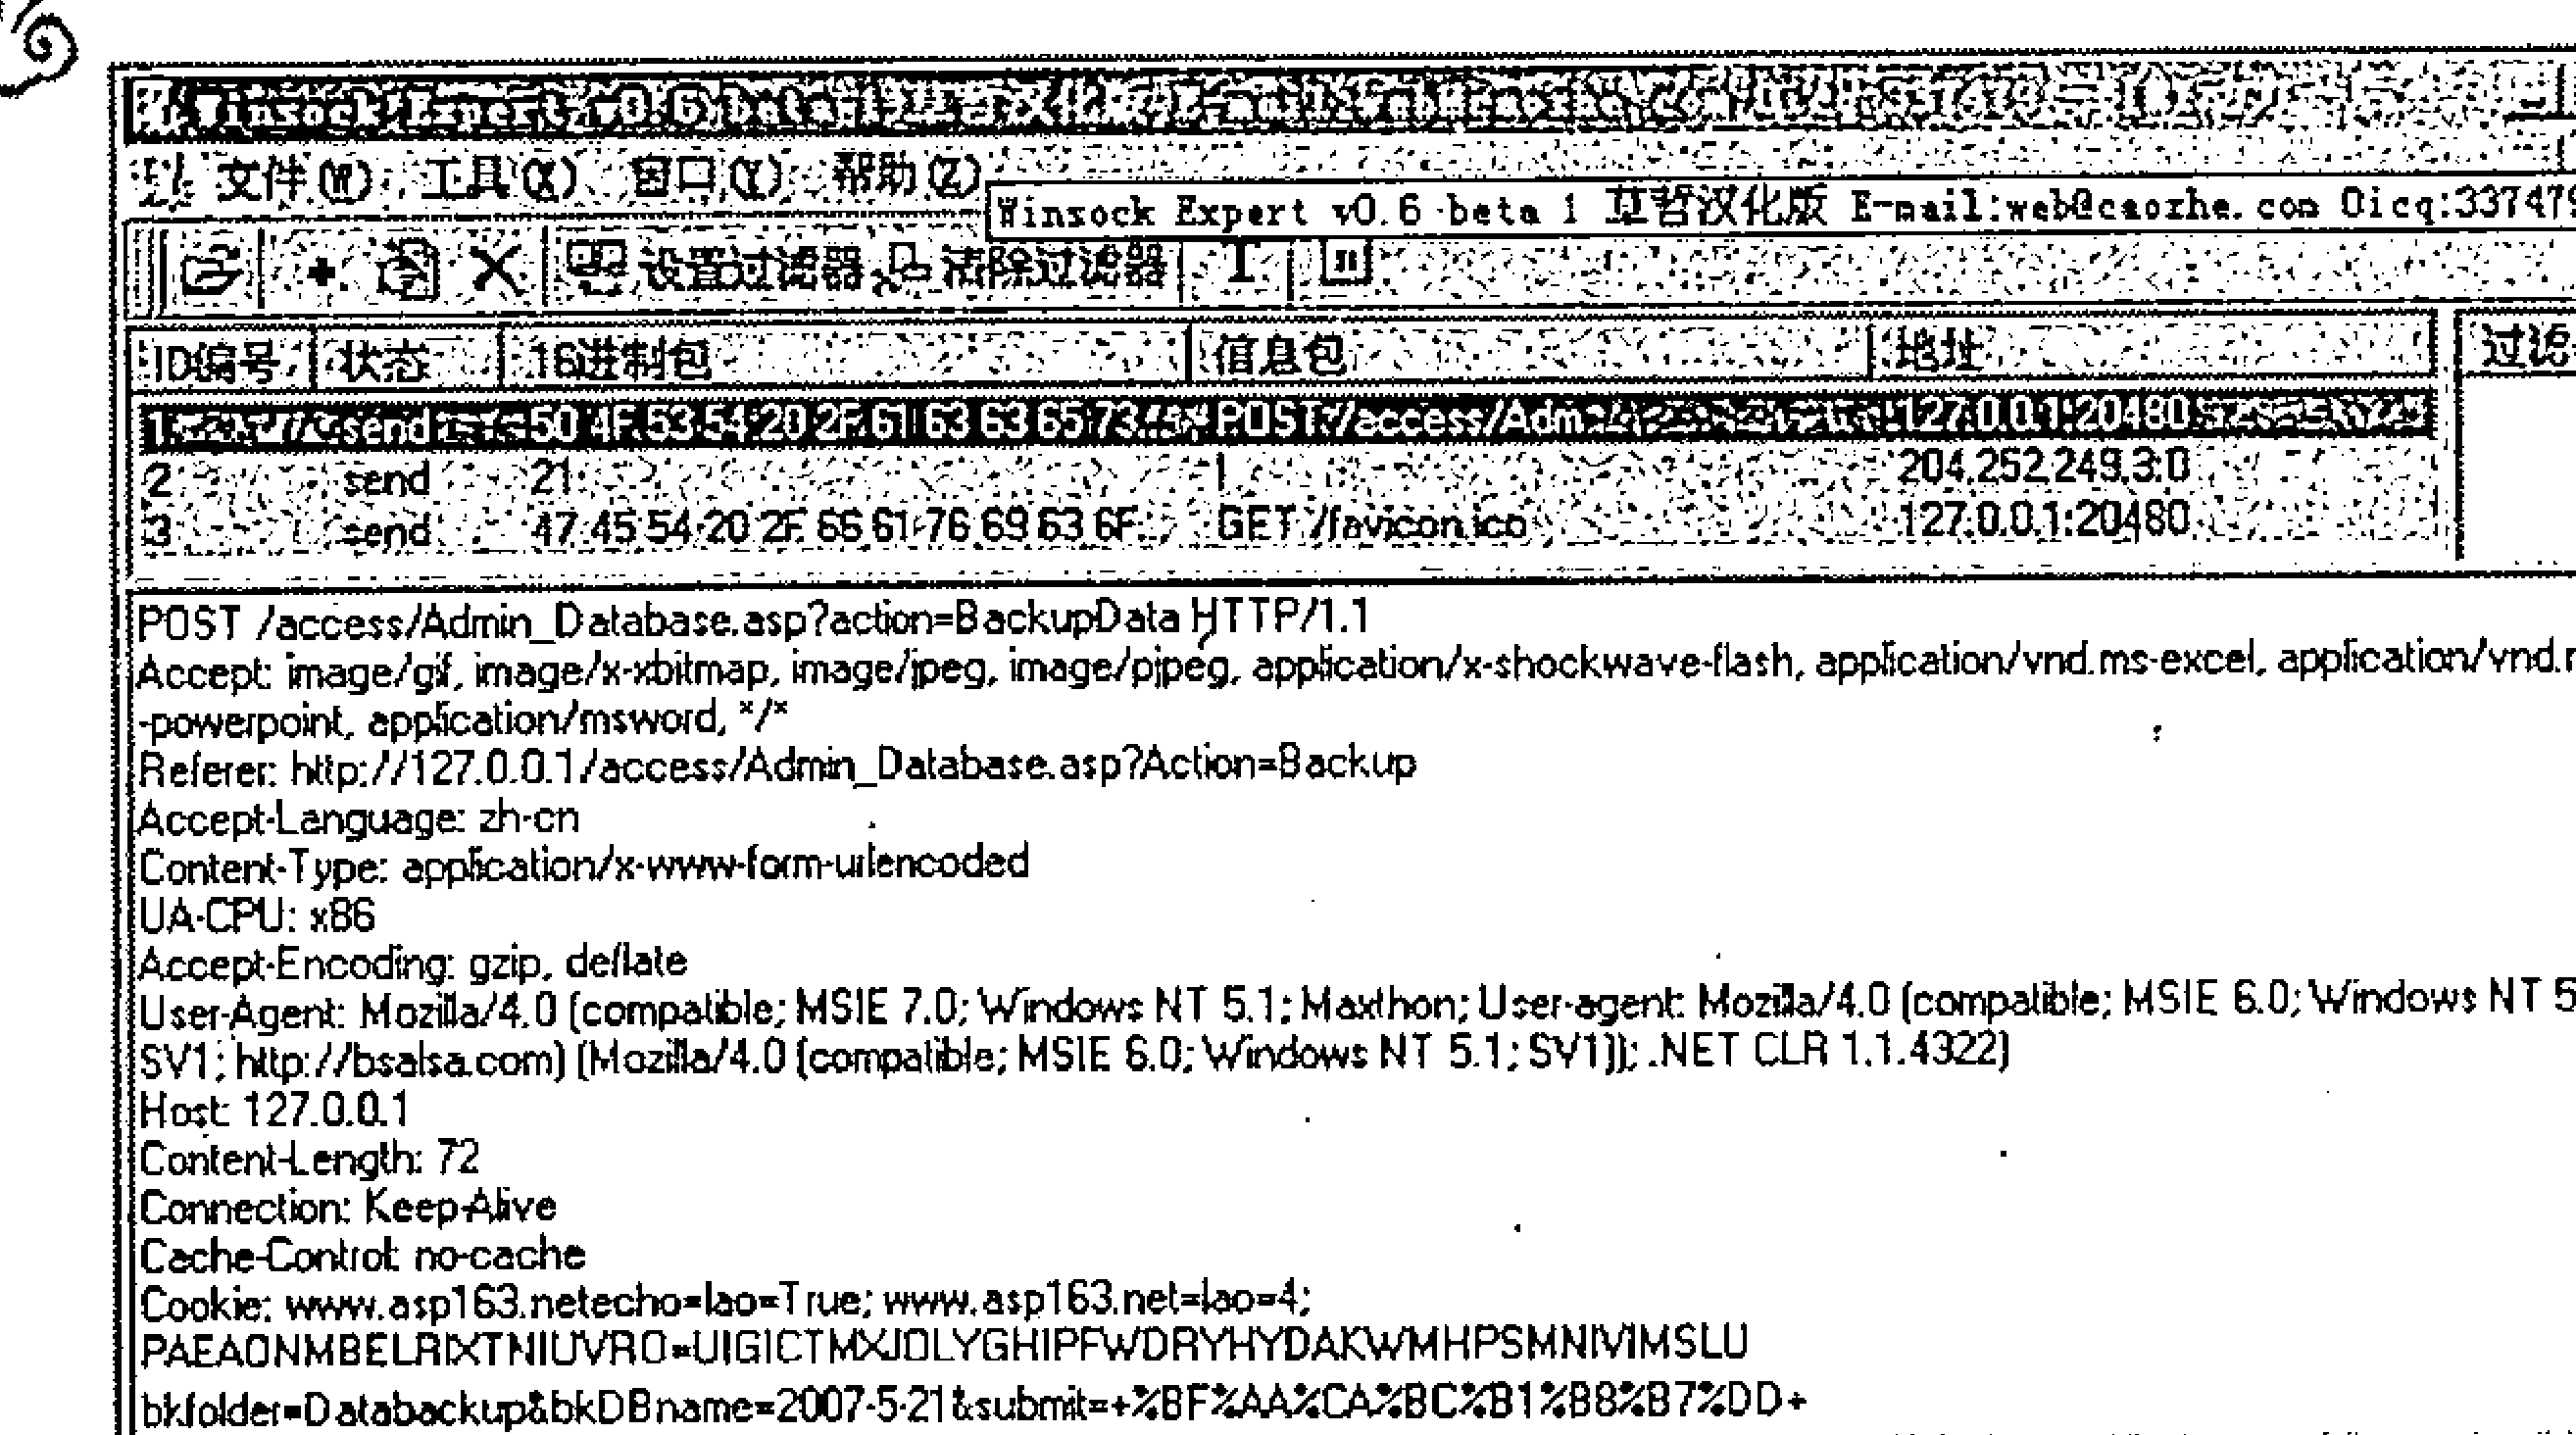 Winsock Expert v0.6 beta 1
文件(W) 工具(X) 窗口(Y) 帮助(Z)
Winsock Expert v0.6 beta 1 草哲汉化版 E-mail:web@caozhe.com Oicq:337479
设置过滤器 清除过滤器
ID编号 状态 16进制包 信息包 地址 过滤
1 send 50 4F 53 54 20 2F 61 63 63 65 73 POST /access/Adm 127.0.0.1:20480
2 send 21 ! 204.252.249.3:0
3 send 47 45 54 20 2F 66 61 76 69 63 6F GET /favicon.ico 127.0.0.1:20480
POST /access/Admin_Database.asp?action=BackupData HTTP/1.1
Accept: image/gif, image/x-xbitmap, image/jpeg, image/pjpeg, application/x-shockwave-flash, application/vnd.ms-excel, application/vnd.m
-powerpoint, application/msword, */*
Referer: http://127.0.0.1/access/Admin_Database.asp?Action=Backup
Accept-Language: zh-cn
Content-Type: application/x-www-form-urlencoded
UA-CPU: x86
Accept-Encoding: gzip, deflate
User-Agent: Mozilla/4.0 (compatible; MSIE 7.0; Windows NT 5.1; Maxthon; User-agent: Mozilla/4.0 (compatible; MSIE 6.0; Windows NT 5
SV1; http://bsalsa.com) (Mozilla/4.0 (compatible; MSIE 6.0; Windows NT 5.1; SV1)); .NET CLR 1.1.4322)
Host: 127.0.0.1
Content-Length: 72
Connection: Keep-Alive
Cache-Control: no-cache
Cookie: www.asp163.netecho=lao=True; www.asp163.net=lao=4;
PAEAONMBELRIXTNIUVRO=UIGICTMXJOLYGHIPFWDRYHYDAKWMHPSMNIVIMSLU
bkfolder=Databackup&bkDBname=2007-5-21&submit=+%BF%AA%CA%BC%B1%B8%B7%DD+